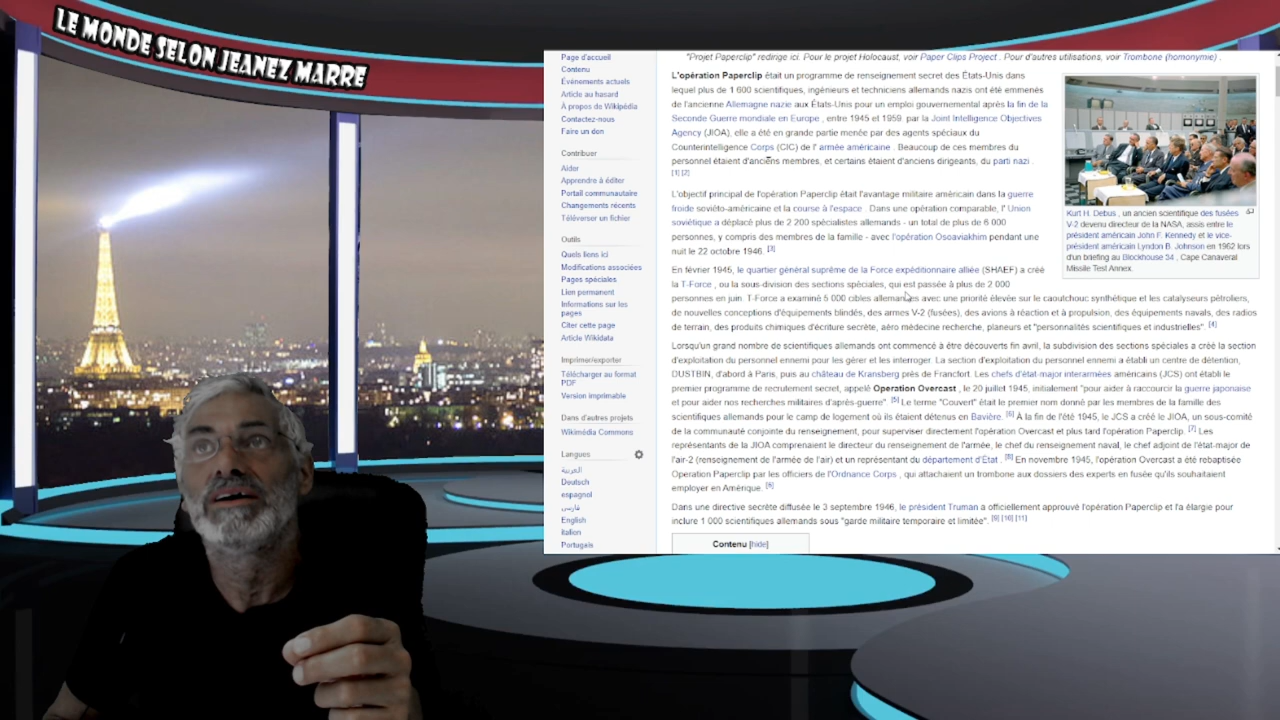 LE MONDE SELON JEANEZ MARRE
Page d'accueil
Contenu
Événements actuels
Article au hasard
À propos de Wikipédia
Contactez-nous
Faire un don
Contribuer
Aider
Apprendre à éditer
Portail communautaire
Changements récents
Téléverser un fichier
Outils
Quels liens ici
Modifications associées
Pages spéciales
Lien permanent
Informations sur les
pages
Citer cette page
Article Wikidata
Imprimer/exporter
Télécharger au format
PDF
Version imprimable
Dans d'autres projets
Wikimédia Commons
Langues
العربية
Deutsch
espagnol
فارسی
English
Italien
Portugais
"Projet Paperclip" redirige ici. Pour le projet Holocaust, voir Paper Clips Project . Pour d'autres utilisations, voir Trombone (homonymie) .
L'opération Paperclip était un programme de renseignement secret des États-Unis dans
lequel plus de 1 600 scientifiques, ingénieurs et techniciens allemands nazis ont été emmenés
de l'ancienne Allemagne nazie aux États-Unis pour un emploi gouvernemental après la fin de la
Seconde Guerre mondiale en Europe , entre 1945 et 1959. par la Joint Intelligence Objectives
Agency (JIOA), elle a été en grande partie menée par des agents spéciaux du
Counterintelligence Corps (CIC) de l' armée américaine . Beaucoup de ces membres du
personnel étaient d'anciens membres, et certains étaient d'anciens dirigeants, du parti nazi .
[1] [2]
L'objectif principal de l'opération Paperclip était l'avantage militaire américain dans la guerre
froide soviéto-américaine et la course à l'espace . Dans une opération comparable, l' Union
soviétique a déplacé plus de 2 200 spécialistes allemands - un total de plus de 6 000
personnes, y compris des membres de la famille - avec l'opération Osoaviakhim pendant une
nuit le 22 octobre 1946. [3]
En février 1945, le quartier général suprême de la Force expéditionnaire alliée (SHAEF) a créé
la T-Force , ou la sous-division des sections spéciales, qui est passée à plus de 2 000
personnes en juin. T-Force a examiné 5 000 cibles allemandes avec une priorité élevée sur le caoutchouc synthétique et les catalyseurs pétroliers,
de nouvelles conceptions d'équipements blindés, des armes V-2 (fusées), des avions à réaction et à propulsion, des équipements navals, des radios
de terrain, des produits chimiques d'écriture secrète, aéro médecine recherche, planeurs et "personnalités scientifiques et industrielles". [4]
Lorsqu'un grand nombre de scientifiques allemands ont commencé à être découverts fin avril, la subdivision des sections spéciales a créé la section
d'exploitation du personnel ennemi pour les gérer et les interroger. La section d'exploitation du personnel ennemi a établi un centre de détention,
DUSTBIN, d'abord à Paris, puis au château de Kransberg près de Francfort. Les chefs d'état-major interarmées américains (JCS) ont établi le
premier programme de recrutement secret, appelé Operation Overcast , le 20 juillet 1945, initialement "pour aider à raccourcir la guerre japonaise
et pour aider nos recherches militaires d'après-guerre". [5] Le terme "Couvert" était le premier nom donné par les membres de la famille des
scientifiques allemands pour le camp de logement où ils étaient détenus en Bavière. [6] À la fin de l'été 1945, le JCS a créé le JIOA, un sous-comité
de la communauté conjointe du renseignement, pour superviser directement l'opération Overcast et plus tard l'opération Paperclip. [7] Les
représentants de la JIOA comprenaient le directeur du renseignement de l'armée, le chef du renseignement naval, le chef adjoint de l'état-major de
l'air-2 (renseignement de l'armée de l'air) et un représentant du département d'État . [8] En novembre 1945, l'opération Overcast a été rebaptisée
Operation Paperclip par les officiers de l'Ordnance Corps , qui attachaient un trombone aux dossiers des experts en fusée qu'ils souhaitaient
employer en Amérique. [6]
Dans une directive secrète diffusée le 3 septembre 1946, le président Truman a officiellement approuvé l'opération Paperclip et l'a élargie pour
inclure 1 000 scientifiques allemands sous "garde militaire temporaire et limitée". [9] [10] [11]
Contenu [hide]
Kurt H. Debus , un ancien scientifique des fusées
V-2 devenu directeur de la NASA, assis entre le
président américain John F. Kennedy et le vice-
président américain Lyndon B. Johnson en 1962 lors
d'un briefing au Blockhouse 34 , Cape Canaveral
Missile Test Annex.